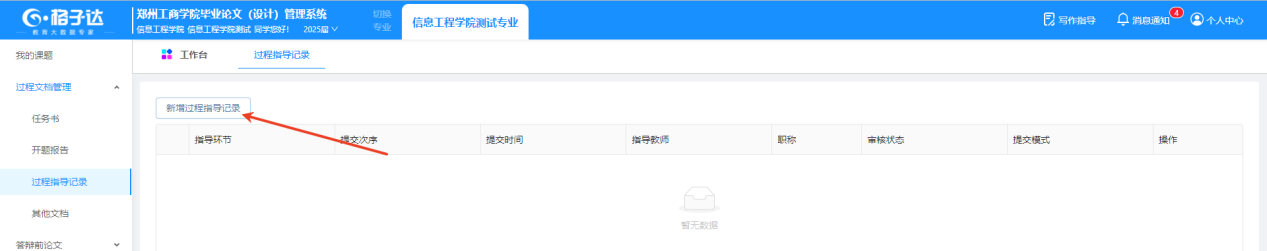 格子达
教育大数据专家
郑州工商学院毕业论文（设计）管理系统
信息工程学院 信息工程学院测试 同学您好! 2025届
切换
专业
信息工程学院测试专业
写作指导
消息通知
4
个人中心
我的课题
工作台
过程指导记录
过程文档管理
任务书
开题报告
过程指导记录
其他文档
答辩前论文
新增过程指导记录
指导环节 提交次序 提交时间 指导教师 职称 审核状态 提交模式 操作
暂无数据